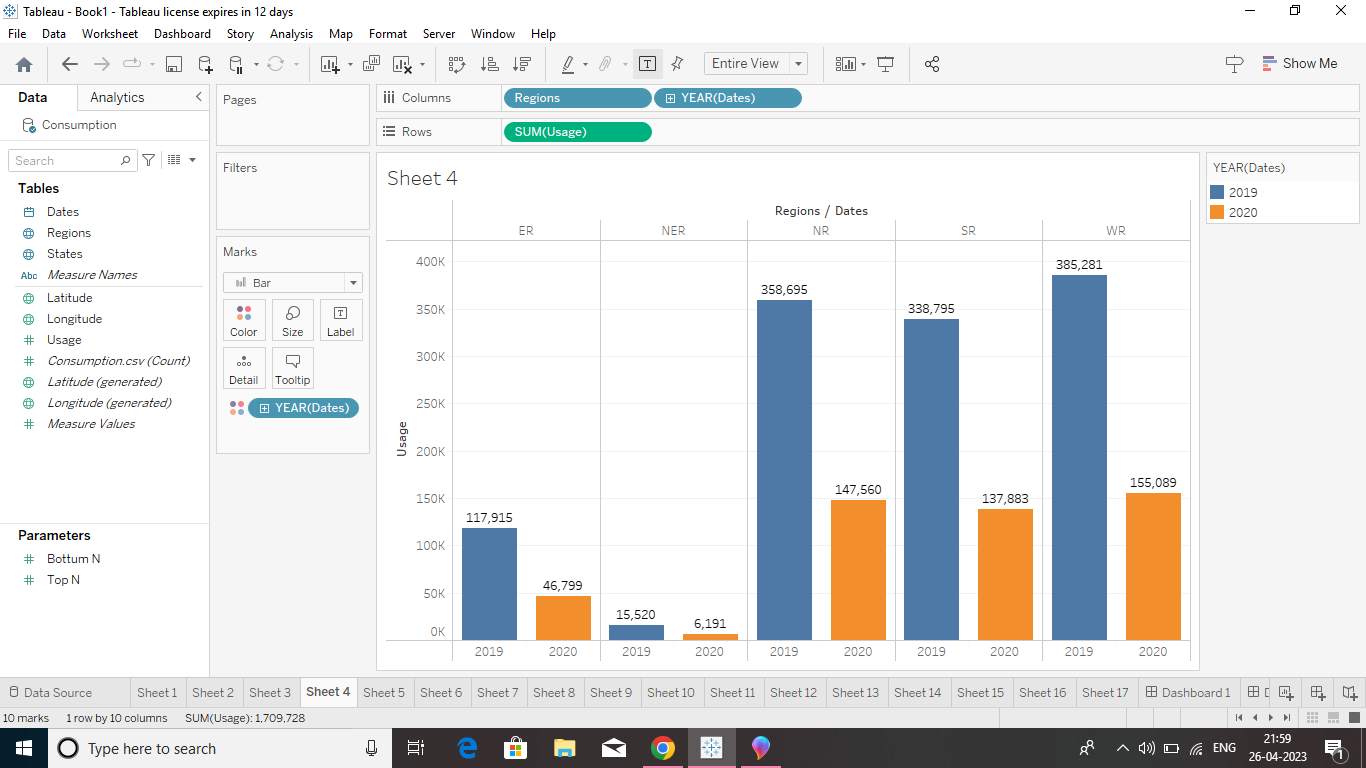 Tableau - Book1 - Tableau license expires in 12 days
File Data Worksheet Dashboard Story Analysis Map Format Server Window Help
Entire View
Show Me
Data Analytics
Consumption
Search
Tables
Dates
Regions
States
Abc Measure Names
Latitude
Longitude
Usage
Consumption.csv (Count)
Latitude (generated)
Longitude (generated)
Measure Values
Parameters
Bottum N
Top N
Pages
Filters
Marks
Bar
Color Size Label
Detail Tooltip
YEAR(Dates)
Columns Regions YEAR(Dates)
Rows SUM(Usage)
Sheet 4
Regions / Dates
ER NER NR SR WR
Usage
400K
350K
300K
250K
200K
150K
100K
50K
0K
117,915
46,799
15,520
6,191
358,695
147,560
338,795
137,883
385,281
155,089
2019 2020 2019 2020 2019 2020 2019 2020 2019 2020
YEAR(Dates)
2019
2020
Data Source Sheet 1 Sheet 2 Sheet 3 Sheet 4 Sheet 5 Sheet 6 Sheet 7 Sheet 8 Sheet 9 Sheet 10 Sheet 11 Sheet 12 Sheet 13 Sheet 14 Sheet 15 Sheet 16 Sheet 17 Dashboard 1
10 marks 1 row by 10 columns SUM(Usage): 1,709,728
Type here to search
ENG
21:59
26-04-2023
1